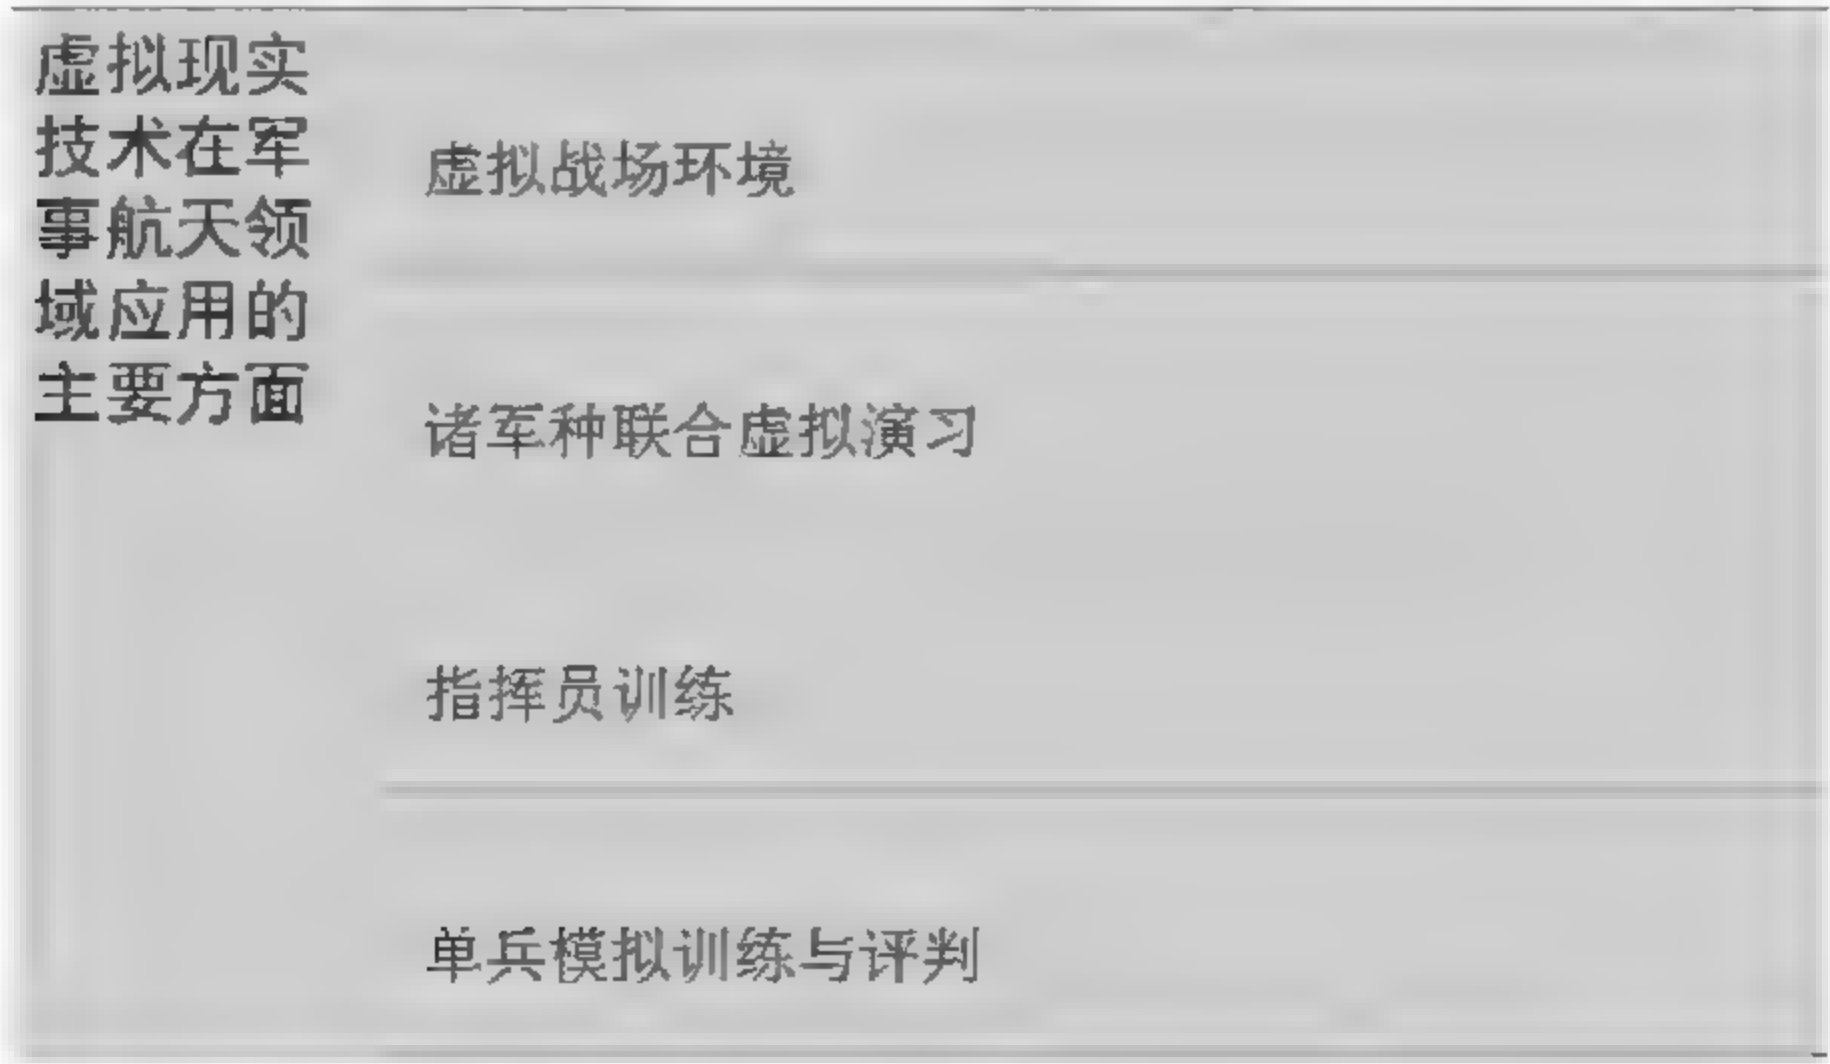 虚拟现实
技术在军
事航天领
域应用的
主要方面
虚拟战场环境
诸军种联合虚拟演习
指挥员训练
单兵模拟训练与评判